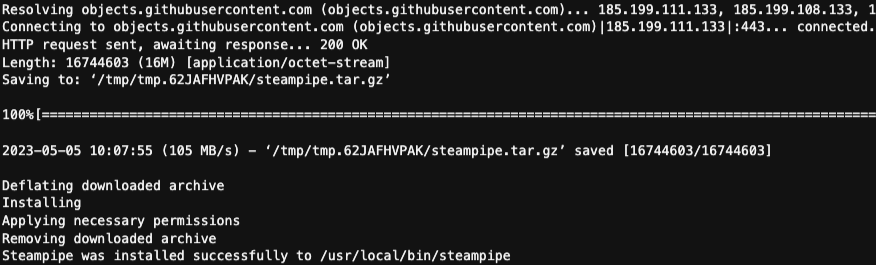 Resolving objects.githubusercontent.com (objects.githubusercontent.com)... 185.199.111.133, 185.199.108.133, 1
Connecting to objects.githubusercontent.com (objects.githubusercontent.com)|185.199.111.133|:443... connected.
HTTP request sent, awaiting response... 200 OK
Length: 16744603 (16M) [application/octet-stream]
Saving to: ‘/tmp/tmp.62JAFHVPAK/steampipe.tar.gz’
100%[==========================================================================================================
2023-05-05 10:07:55 (105 MB/s) - ‘/tmp/tmp.62JAFHVPAK/steampipe.tar.gz’ saved [16744603/16744603]
Deflating downloaded archive
Installing
Applying necessary permissions
Removing downloaded archive
Steampipe was installed successfully to /usr/local/bin/steampipe